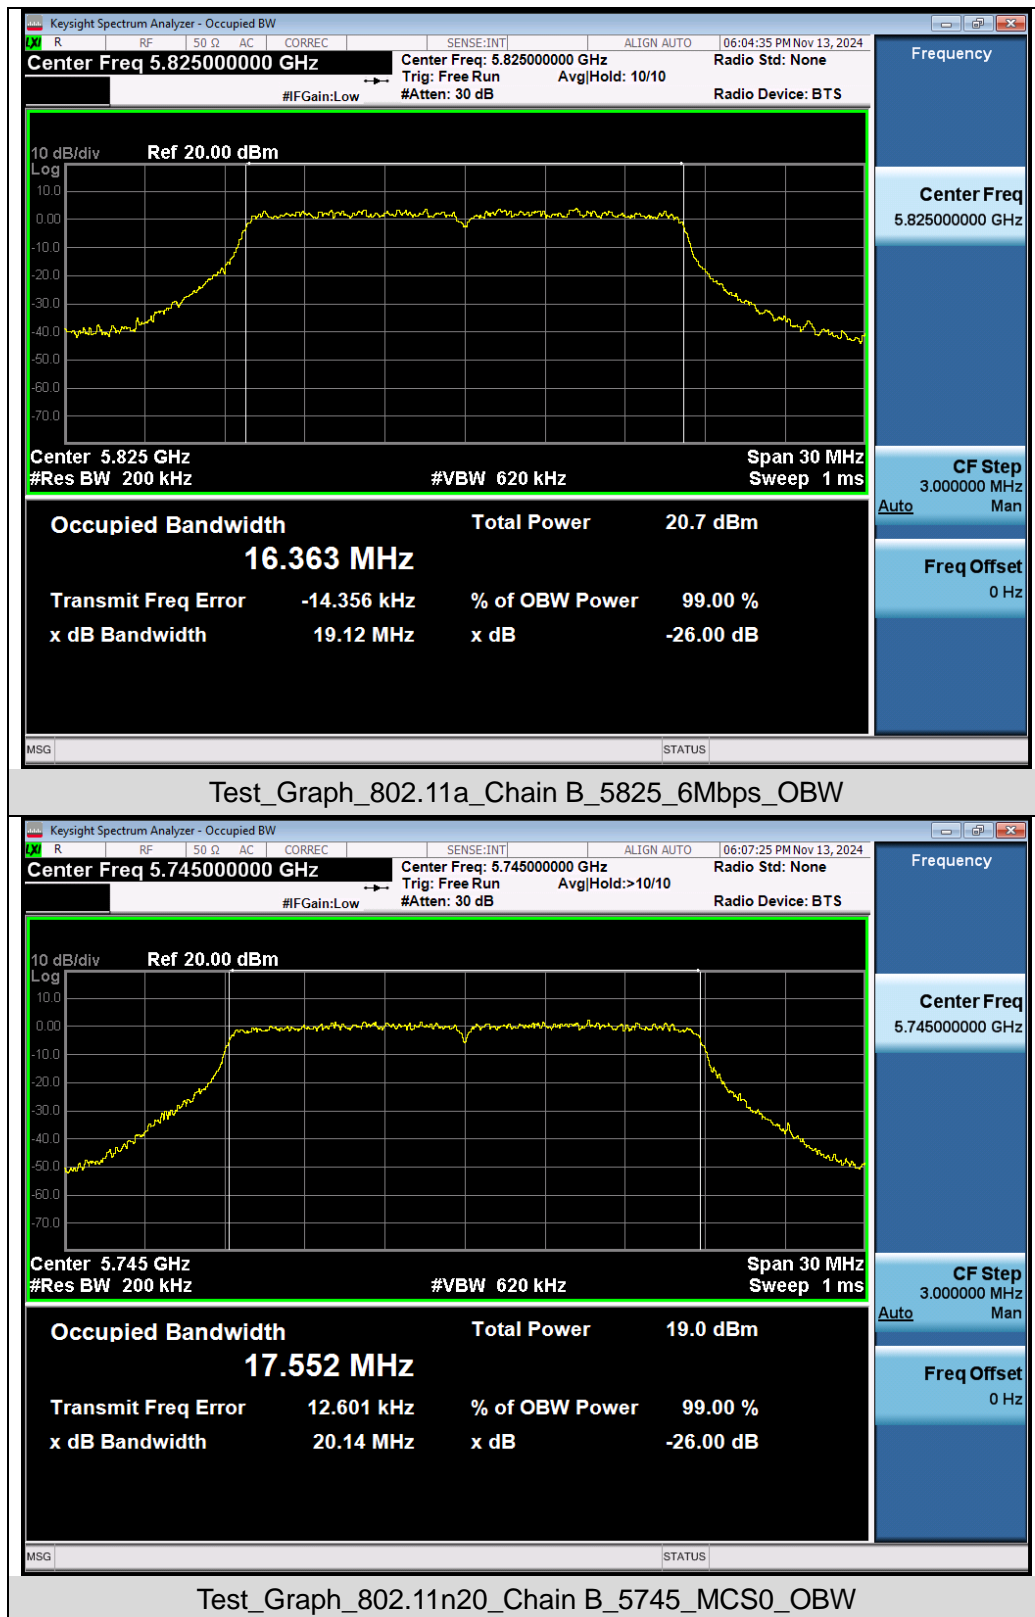 Keysight Spectrum Analyzer - Occupied BW
LXI R RF 50 Ω AC CORREC SENSE:INT ALIGN AUTO 06:04:35 PM Nov 13, 2024
Center Freq 5.825000000 GHz
Center Freq: 5.825000000 GHz Radio Std: None
Trig: Free Run Avg|Hold: 10/10
#IFGain:Low #Atten: 30 dB Radio Device: BTS
10 dB/div Ref 20.00 dBm
Log
10.0
0.00
-10.0
-20.0
-30.0
-40.0
-50.0
-60.0
-70.0
Center 5.825 GHz Span 30 MHz
#Res BW 200 kHz #VBW 620 kHz Sweep 1 ms
Occupied Bandwidth Total Power 20.7 dBm
16.363 MHz
Transmit Freq Error -14.356 kHz % of OBW Power 99.00 %
x dB Bandwidth 19.12 MHz x dB -26.00 dB
MSG STATUS
Frequency
Center Freq
5.825000000 GHz
CF Step
3.000000 MHz
Auto Man
Freq Offset
0 Hz
Test_Graph_802.11a_Chain B_5825_6Mbps_OBW
Keysight Spectrum Analyzer - Occupied BW
LXI R RF 50 Ω AC CORREC SENSE:INT ALIGN AUTO 06:07:25 PM Nov 13, 2024
Center Freq 5.745000000 GHz
Center Freq: 5.745000000 GHz Radio Std: None
Trig: Free Run Avg|Hold:>10/10
#IFGain:Low #Atten: 30 dB Radio Device: BTS
10 dB/div Ref 20.00 dBm
Log
10.0
0.00
-10.0
-20.0
-30.0
-40.0
-50.0
-60.0
-70.0
Center 5.745 GHz Span 30 MHz
#Res BW 200 kHz #VBW 620 kHz Sweep 1 ms
Occupied Bandwidth Total Power 19.0 dBm
17.552 MHz
Transmit Freq Error 12.601 kHz % of OBW Power 99.00 %
x dB Bandwidth 20.14 MHz x dB -26.00 dB
MSG STATUS
Frequency
Center Freq
5.745000000 GHz
CF Step
3.000000 MHz
Auto Man
Freq Offset
0 Hz
Test_Graph_802.11n20_Chain B_5745_MCS0_OBW